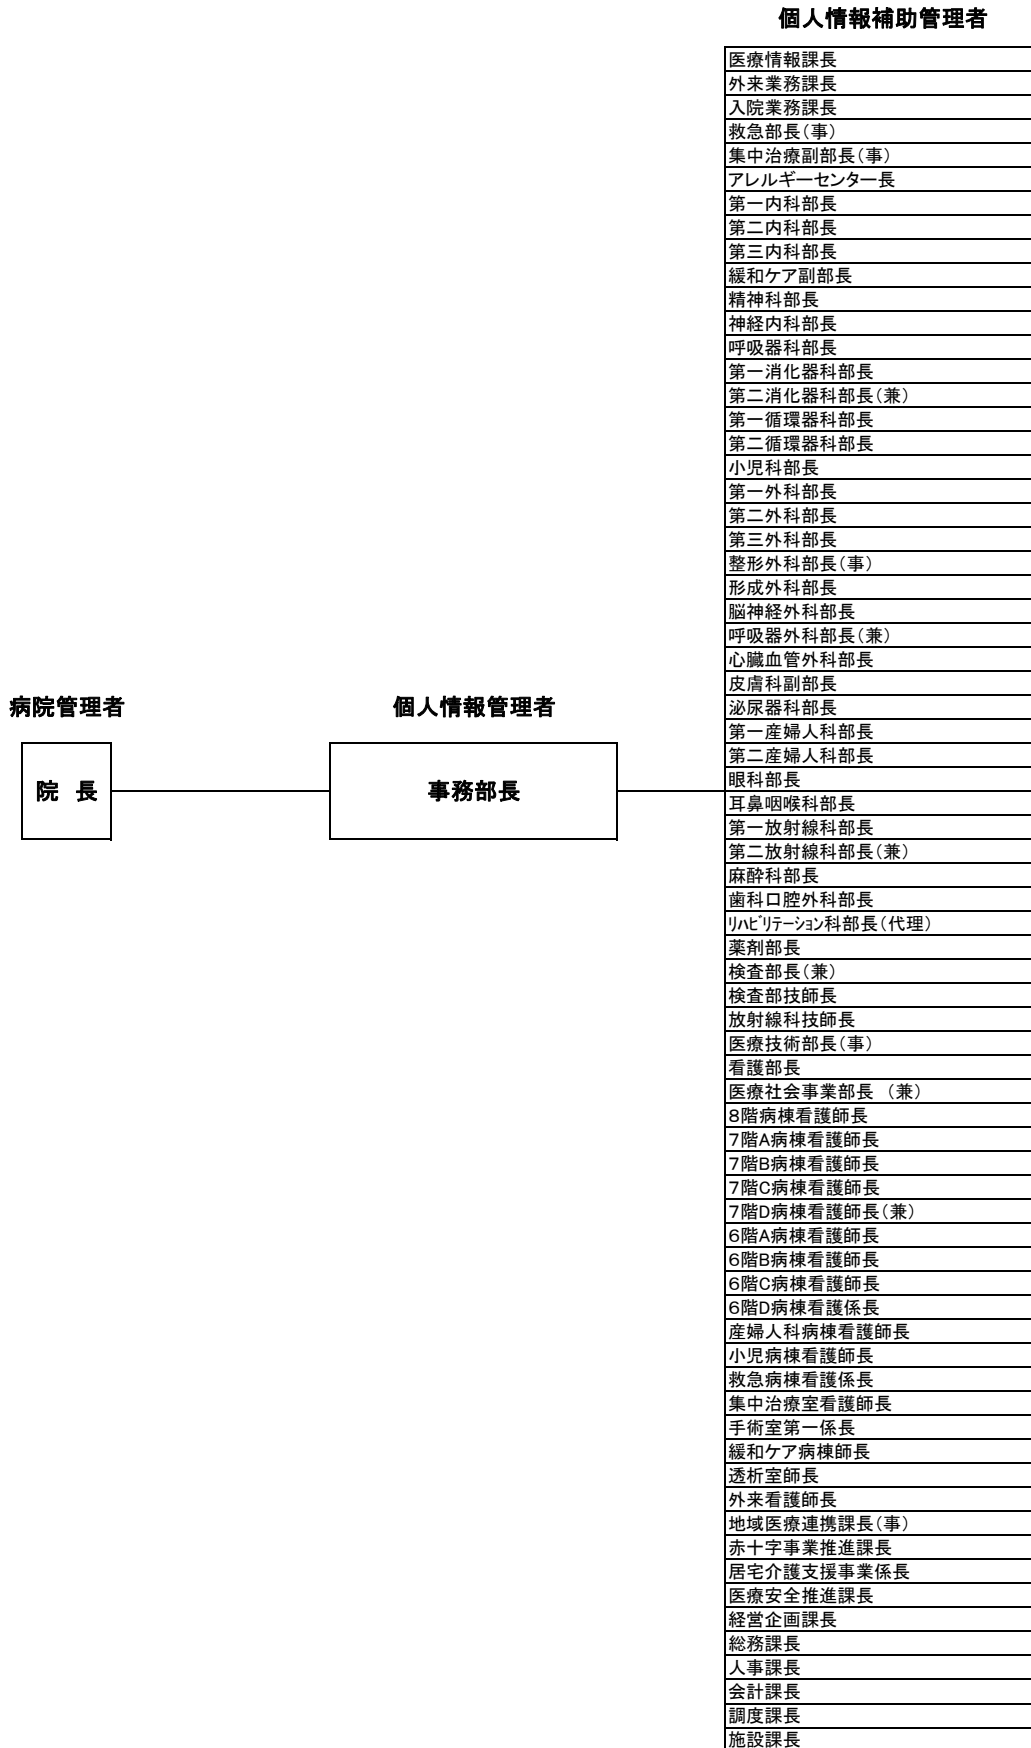 個人情報補助管理者
医療情報課長
外来業務課長
入院業務課長
救急部長(事)
集中治療副部長(事)
アレルギーセンター長
第一内科部長
第二内科部長
第三内科部長
緩和ケア副部長
精神科部長
神経内科部長
呼吸器科部長
第一消化器科部長
第二消化器科部長(兼)
第一循環器科部長
第二循環器科部長
小児科部長
第一外科部長
第二外科部長
第三外科部長
整形外科部長(事)
形成外科部長
脳神経外科部長
呼吸器外科部長(兼)
心臓血管外科部長
皮膚科副部長
病院管理者
個人情報管理者
泌尿器科部長
第一産婦人科部長
第二産婦人科部長
眼科部長
院 長
事務部長
耳鼻咽喉科部長
第一放射線科部長
第二放射線科部長(兼)
麻酔科部長
歯科口腔外科部長
リハビリテーション科部長(代理)
薬剤部長
検査部長(兼)
検査部技師長
放射線科技師長
医療技術部長(事)
看護部長
医療社会事業部長 (兼)
8階病棟看護師長
7階A病棟看護師長
7階B病棟看護師長
7階C病棟看護師長
7階D病棟看護師長(兼)
6階A病棟看護師長
6階B病棟看護師長
6階C病棟看護師長
6階D病棟看護係長
産婦人科病棟看護師長
小児病棟看護師長
救急病棟看護係長
集中治療室看護師長
手術室第一係長
緩和ケア病棟師長
透析室師長
外来看護師長
地域医療連携課長(事)
赤十字事業推進課長
居宅介護支援事業係長
医療安全推進課長
経営企画課長
総務課長
人事課長
会計課長
調度課長
施設課長